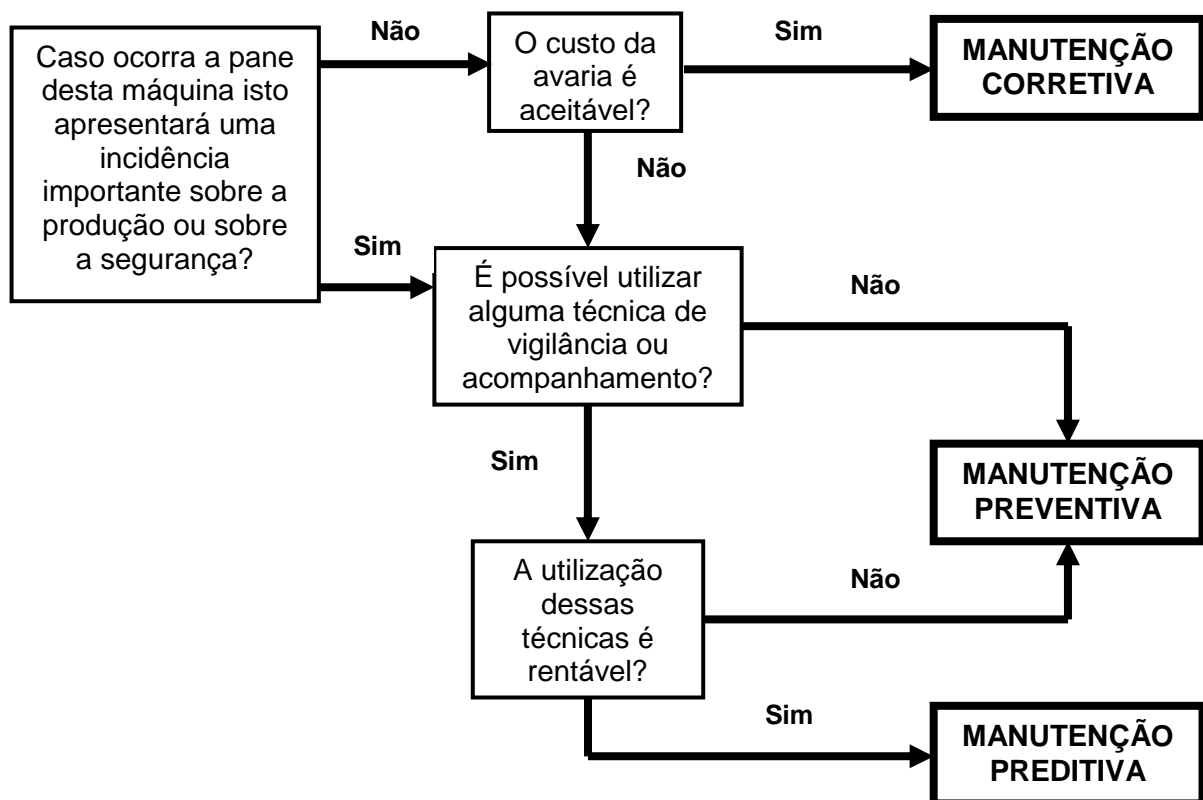 Caso ocorra a pane
desta máquina isto
apresentará uma
incidência
importante sobre a
produção ou sobre
a segurança?
Não
O custo da
avaria é
aceitável?
Sim
MANUTENÇÃO
CORRETIVA
Não
Sim
É possível utilizar
alguma técnica de
vigilância ou
acompanhamento?
Não
Sim
MANUTENÇÃO
PREVENTIVA
A utilização
dessas
técnicas é
rentável?
Não
Sim
MANUTENÇÃO
PREDITIVA